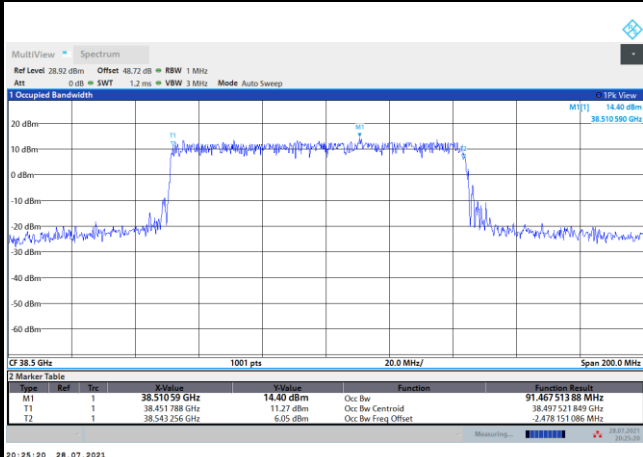 MultiView Spectrum
Ref Level 28.92 dBm Offset 48.72 dB RBW 1 MHz
Att 0 dB SWT 1.2 ms VBW 3 MHz Mode Auto Sweep
1 Occupied Bandwidth 1Pk View
M1[1] 14.40 dBm
38.510 590 GHz
M1
T1
T2
20 dBm
10 dBm
0 dBm
-10 dBm
-20 dBm
-30 dBm
-40 dBm
-50 dBm
-60 dBm
CF 38.5 GHz 1001 pts 20.0 MHz/ Span 200.0 MHz
2 Marker Table
Type Ref Trc X-Value Y-Value Function Function Result
M1 1 38.510 59 GHz 14.40 dBm Occ Bw 91.467 513 88 MHz
T1 1 38.451 788 GHz 11.27 dBm Occ Bw Centroid 38.497 521 849 GHz
T2 1 38.543 256 GHz 6.05 dBm Occ Bw Freq Offset -2.478 151 086 MHz
Measuring... 28.07.2021
20:25:20
20:25:20 28.07.2021